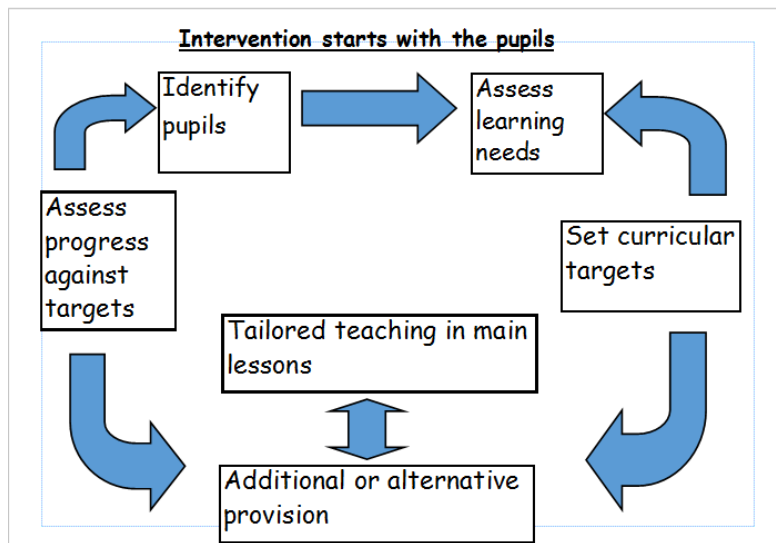 Intervention starts with the pupils
Identify
pupils
Assess
learning
needs
Assess
progress
against
targets
Set curricular
targets
Tailored teaching in main
lessons
Additional or alternative
provision